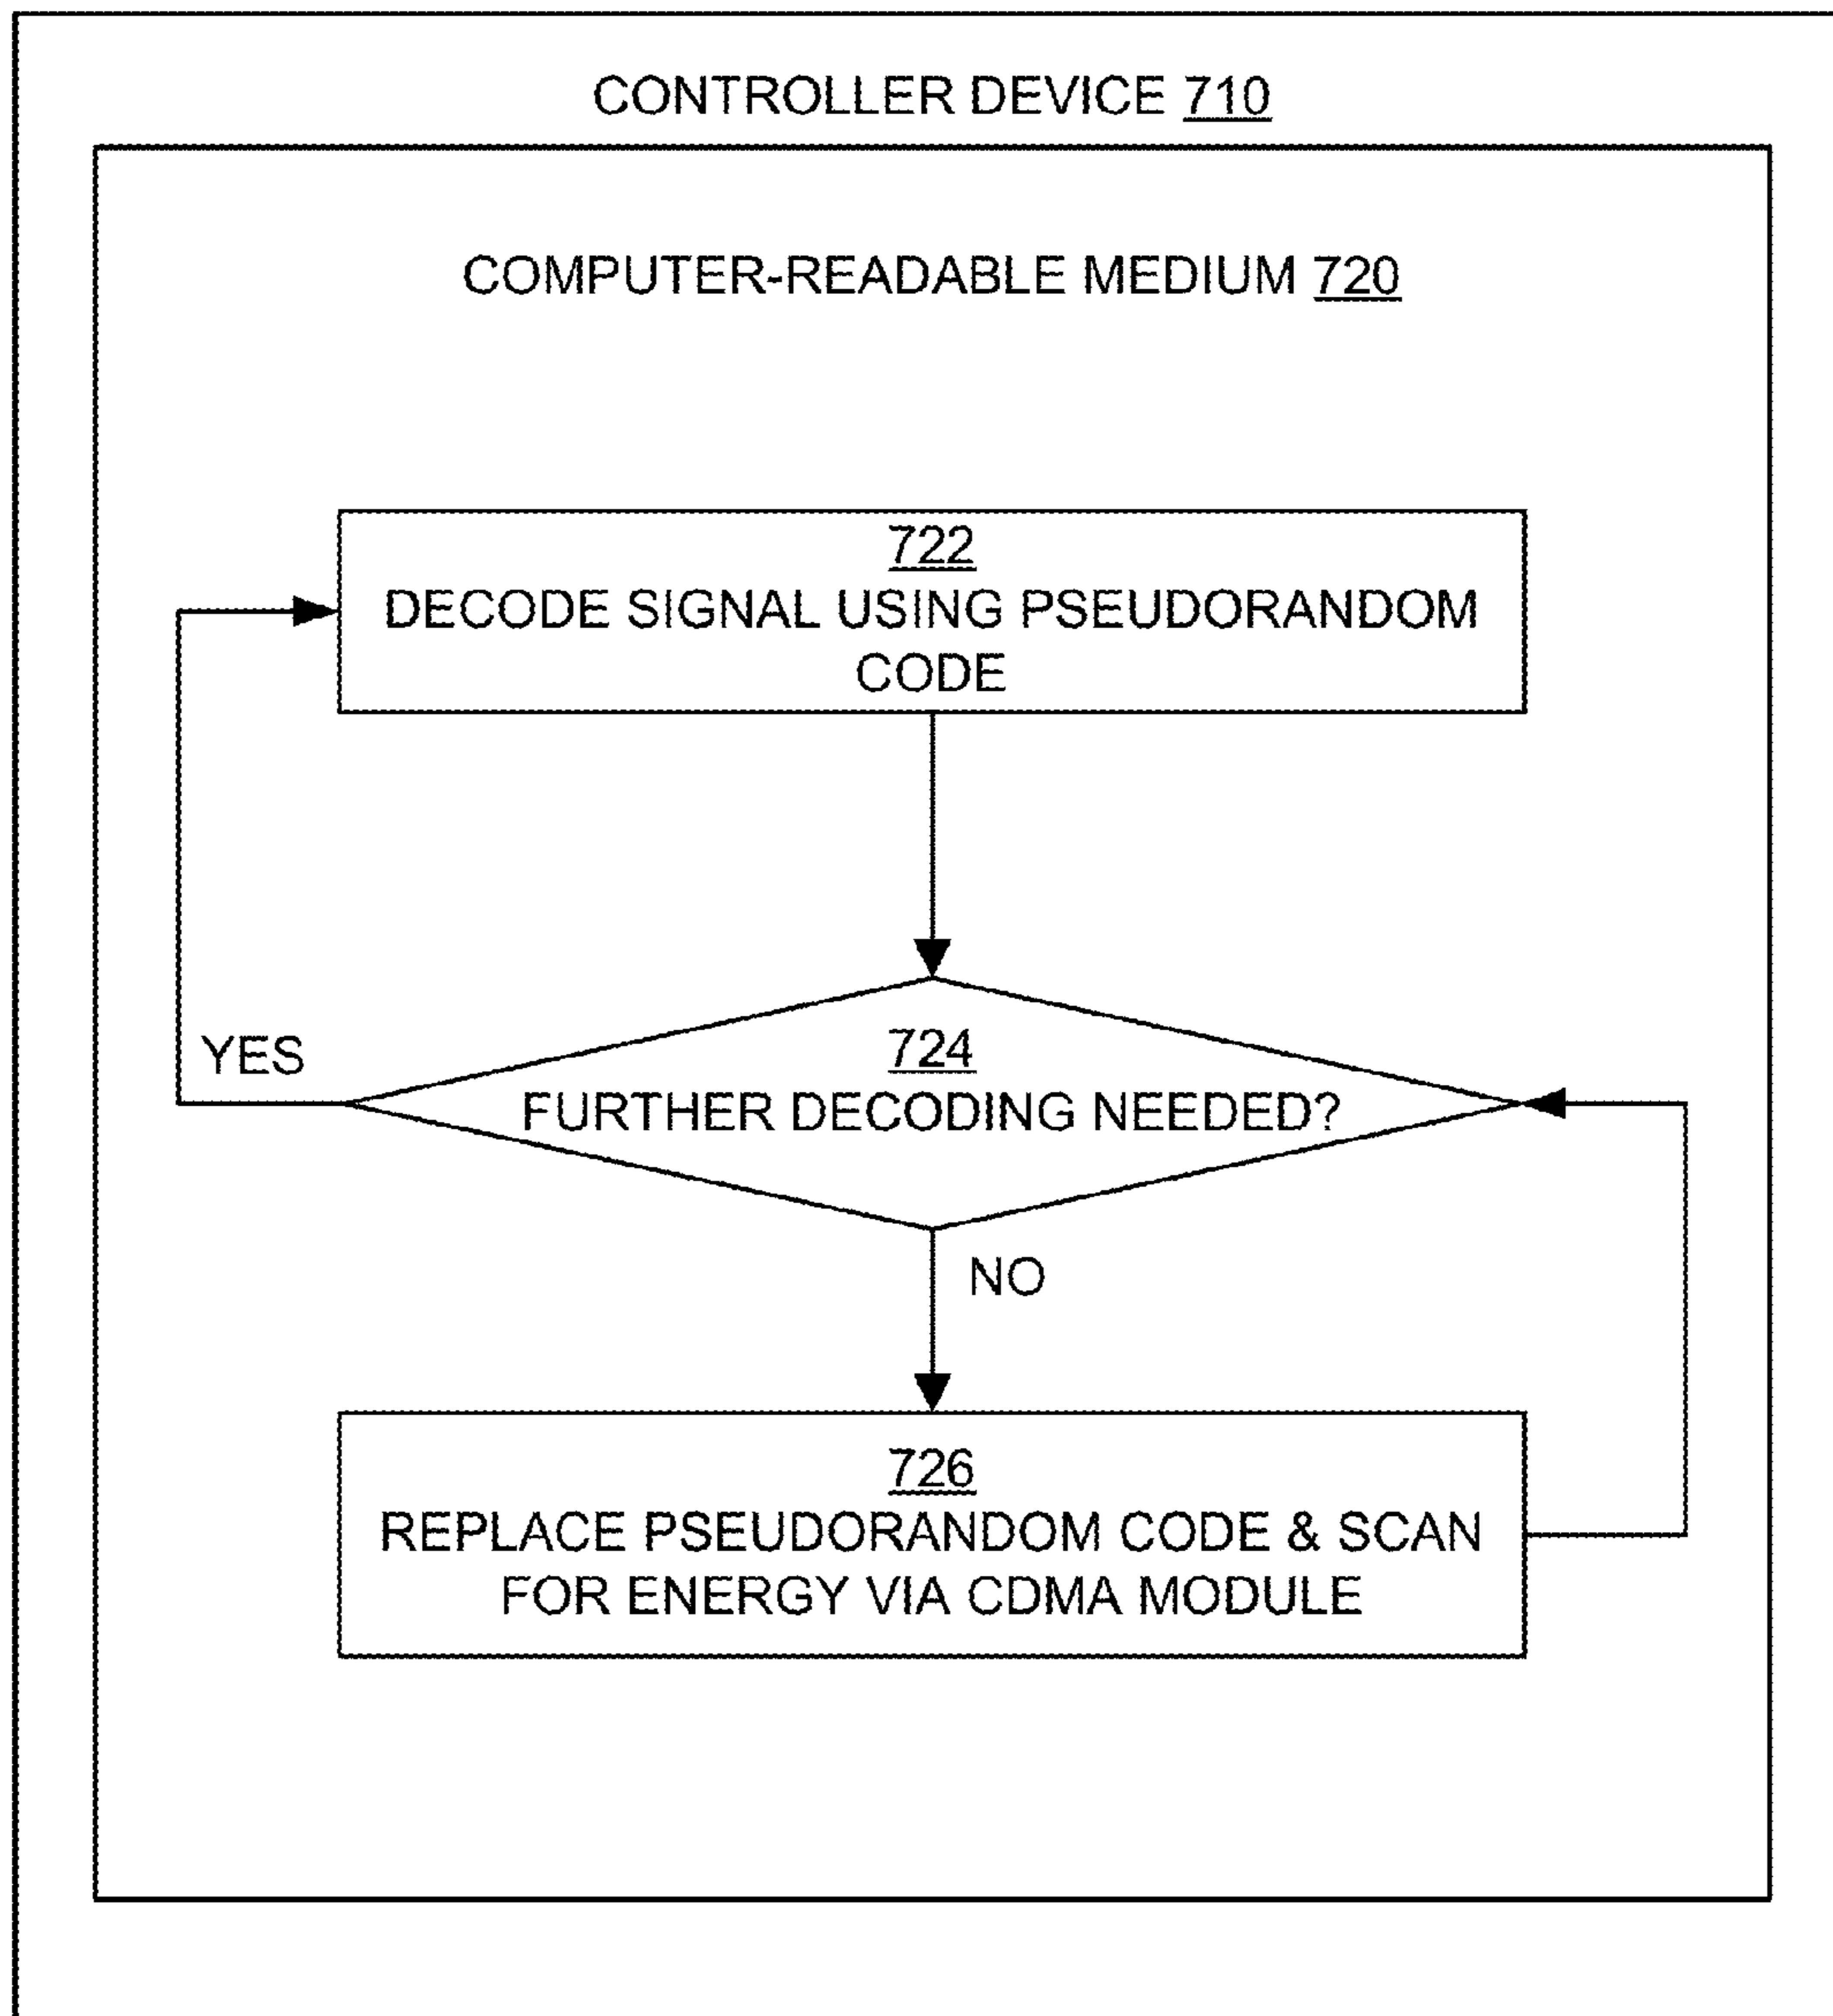 CONTROLLER DEVICE 710
COMPUTER-READABLE MEDIUM 720
722
DECODE SIGNAL USING PSEUDORANDOM
CODE
YES
724
FURTHER DECODING NEEDED?
NO
726
REPLACE PSEUDORANDOM CODE & SCAN
FOR ENERGY VIA CDMA MODULE